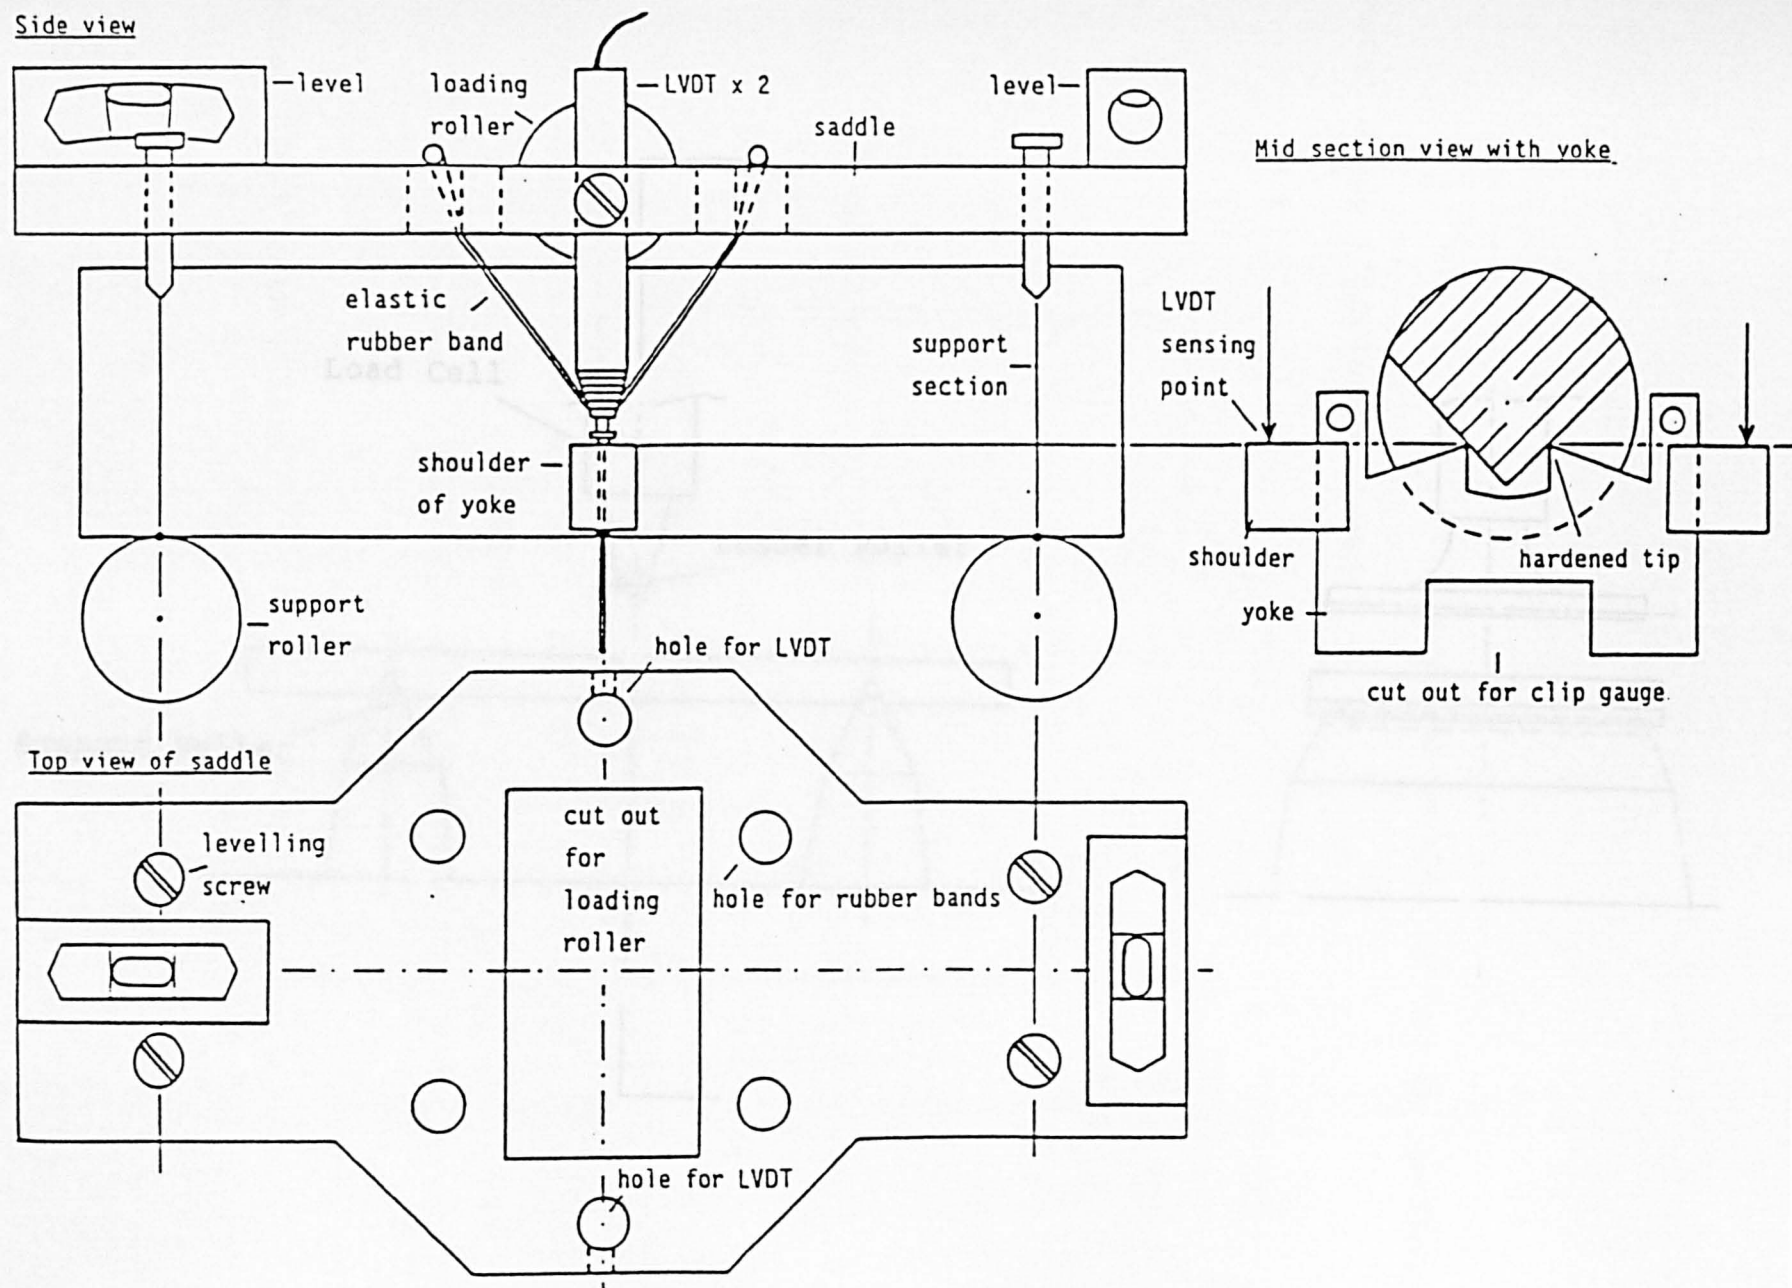 Side view
level
loading
roller
LVDT x 2
saddle
level
Mid section view with yoke
elastic
rubber band
support
section
LVDT
sensing
point
Load Cell
shoulder
of yoke
shoulder
hardened tip
yoke
support
roller
hole for LVDT
cut out for clip gauge
Top view of saddle
levelling
screw
cut out
for
loading
roller
hole for rubber bands
hole for LVDT